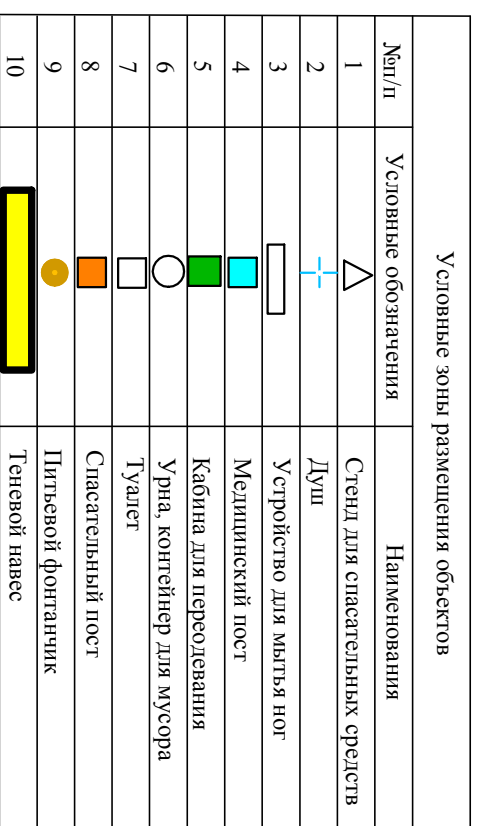 Условные зоны размещения объектов
№п/п Условные обозначения Наименования
1 Стенд для спасательных средств
2 Душ
3 Устройство для мытья ног
4 Медицинский пост
5 Кабина для переодевания
6 Урна, контейнер для мусора
7 Туалет
8 Спасательный пост
9 Питьевой фонтанчик
10 Теневой навес